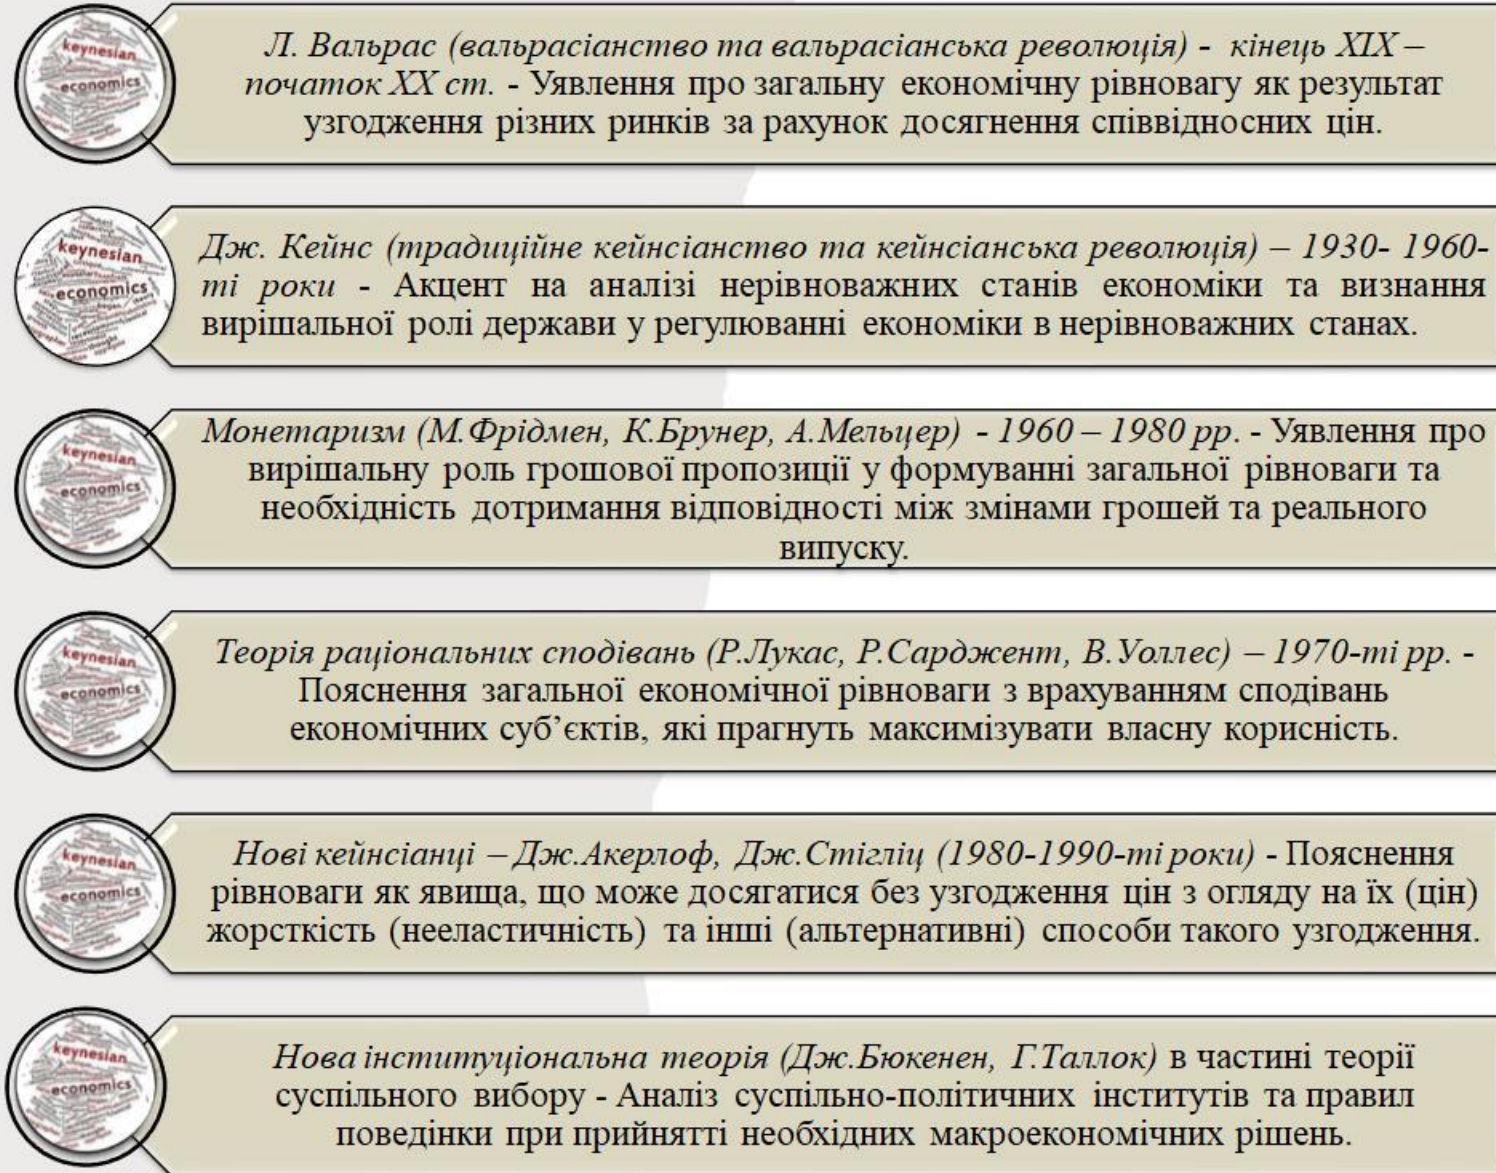 keynesian
economics
Л. Вальрас (вальрасіанство та вальрасіанська революція) - кінець ХІХ –
початок ХХ ст. - Уявлення про загальну економічну рівновагу як результат
узгодження різних ринків за рахунок досягнення співвідносних цін.
keynesian
economics
Дж. Кейнс (традиційне кейнсіанство та кейнсіанська революція) – 1930- 1960-
ті роки - Акцент на аналізі нерівноважних станів економіки та визнання
вирішальної ролі держави у регулюванні економіки в нерівноважних станах.
keynesian
economics
Монетаризм (М.Фрідмен, К.Брунер, А.Мельцер) - 1960 – 1980 рр. - Уявлення про
вирішальну роль грошової пропозиції у формуванні загальної рівноваги та
необхідність дотримання відповідності між змінами грошей та реального
випуску.
keynesian
economics
Теорія раціональних сподівань (Р.Лукас, Р.Сарджент, В.Уоллес) – 1970-ті рр. -
Пояснення загальної економічної рівноваги з врахуванням сподівань
економічних суб’єктів, які прагнуть максимізувати власну корисність.
keynesian
economics
Нові кейнсіанці – Дж.Акерлоф, Дж.Стігліц (1980-1990-ті роки) - Пояснення
рівноваги як явища, що може досягатися без узгодження цін з огляду на їх (цін)
жорсткість (нееластичність) та інші (альтернативні) способи такого узгодження.
keynesian
economics
Нова інституціональна теорія (Дж.Бюкенен, Г.Таллок) в частині теорії
суспільного вибору - Аналіз суспільно-політичних інститутів та правил
поведінки при прийнятті необхідних макроекономічних рішень.